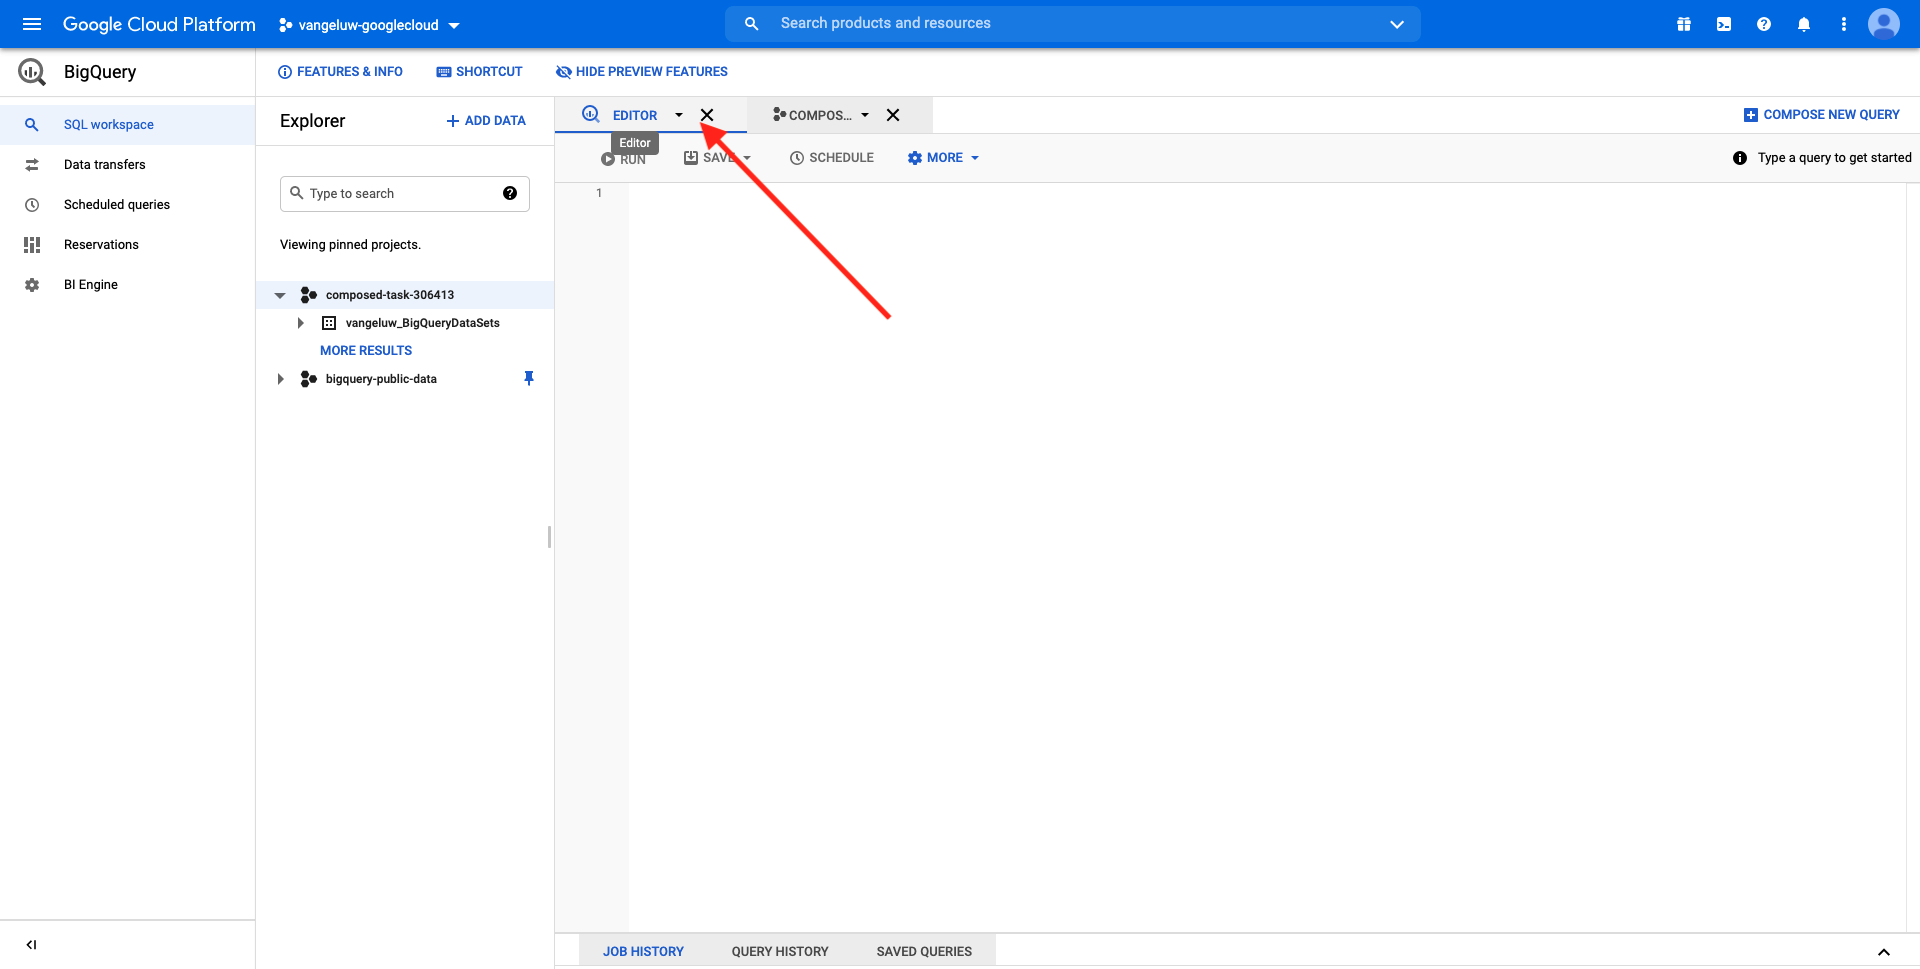 Google Cloud Platform
vangeluw-googlecloud
Search products and resources
BigQuery
FEATURES & INFO
SHORTCUT
HIDE PREVIEW FEATURES
SQL workspace
Data transfers
Scheduled queries
Reservations
BI Engine
Explorer
ADD DATA
Type to search
Viewing pinned projects.
composed-task-306413
vangeluw_BigQueryDataSets
MORE RESULTS
bigquery-public-data
EDITOR
COMPOS...
COMPOSE NEW QUERY
Editor
RUN
SAVE
SCHEDULE
MORE
Type a query to get started
1
JOB HISTORY
QUERY HISTORY
SAVED QUERIES